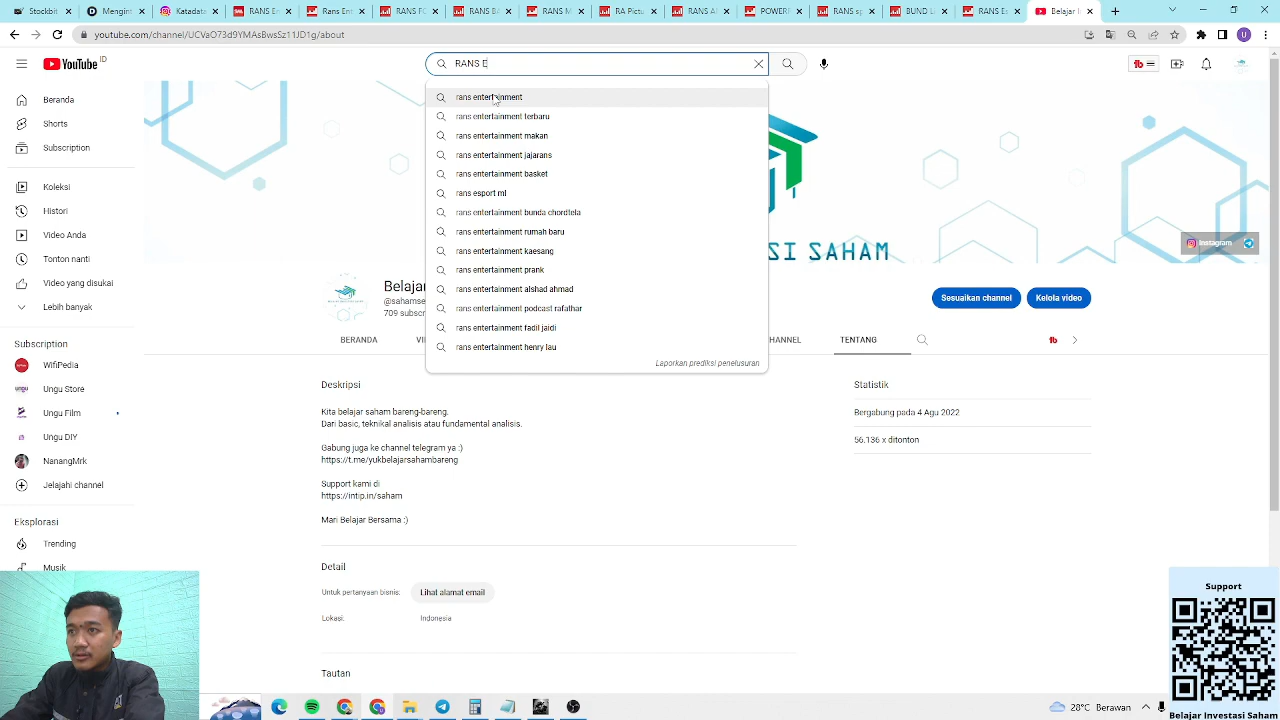 Stockbit
Mengin
Katadata
RANS E
Rans En
RANS FO
RANS BA
RANS M
RA Pictu
RANS AN
POWERF
RANS sp
BUND L
RANS Es
Belajar I
youtube.com/channel/UCVaO73d9YMAsBwsSz11JD1g/about
U
YouTube ID
RANS E
Beranda
Shorts
Subscription
Koleksi
Histori
Video Anda
Tonton nanti
Video yang disukai
Lebih banyak
Subscription
WifiPedia
Ungu Store
Ungu Film
Ungu DIY
NanangMrk
Jelajahi channel
Eksplorasi
Trending
Musik
rans entertainment
rans entertainment terbaru
rans entertainment makan
rans entertainment jajarans
rans entertainment basket
rans esport ml
rans entertainment bunda chordtela
rans entertainment rumah baru
rans entertainment kaesang
rans entertainment prank
rans entertainment alshad ahmad
rans entertainment podcast rafathar
rans entertainment fadil jaidi
rans entertainment henry lau
Laporkan prediksi penelusuran
SI SAHAM
Instagram
Belajar
@sahamse
709 subsc
Sesuaikan channel
Kelola video
BERANDA
VI
HANNEL
TENTANG
Deskripsi
Kita belajar saham bareng-bareng.
Dari basic, teknikal analisis atau fundamental analisis.
Gabung juga ke channel telegram ya :)
https://t.me/yukbelajarsahambareng
Support kami di
https://intip.in/saham
Mari Belajar Bersama :)
Detail
Untuk pertanyaan bisnis:
Lihat alamat email
Lokasi:
Indonesia
Tautan
Statistik
Bergabung pada 4 Agu 2022
56.136 x ditonton
Support
Belajar Investasi Saham
28°C Berawan